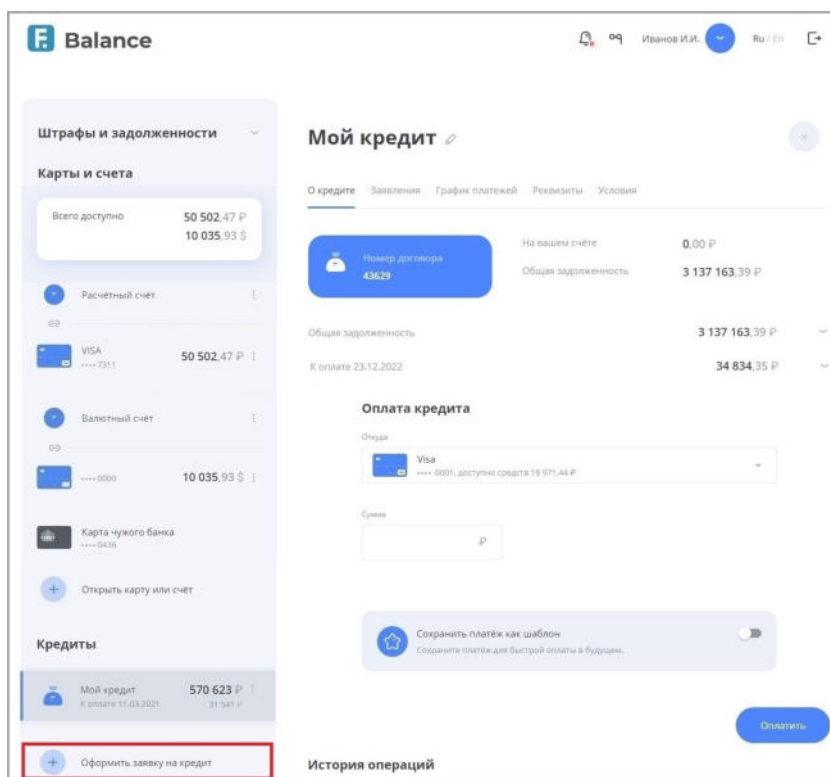 F. Balance
Иванов И.И.
Ru / En
Штрафы и задолженности
Карты и счета
Всего доступно 50 502,47 ₽
10 035,93 $
Расчётный счёт
VISA
•••• 7311
50 502,47 ₽
Валютный счёт
•••• 0000
10 035,93 $
Карта чужого банка
•••• 0436
Открыть карту или счёт
Кредиты
Мой кредит 570 623 ₽
К оплате 11.03.2021 31 541 ₽
Оформить заявку на кредит
Мой кредит
О кредите Заявления График платежей Реквизиты Условия
Номер договора
43629
На вашем счёте 0,00 ₽
Общая задолженность 3 137 163,39 ₽
Общая задолженность 3 137 163,39 ₽
К оплате 23.12.2022 34 834,35 ₽
Оплата кредита
Откуда
Visa
•••• 0001, доступно средств 19 971,44 ₽
Сумма
₽
Сохранить платёж как шаблон
Сохраните платёж для быстрой оплаты в будущем.
Оплатить
История операций